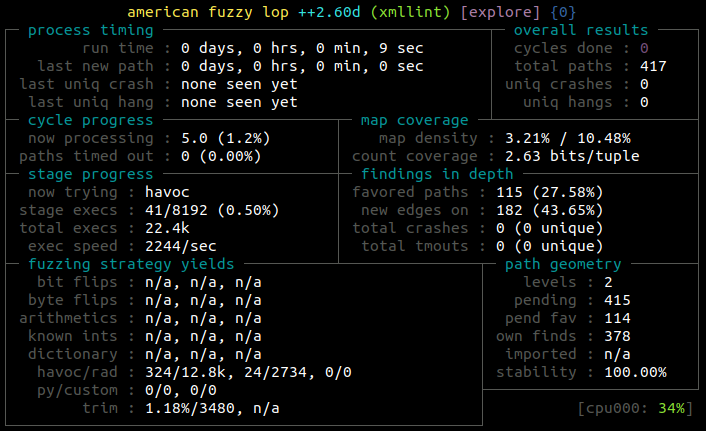 american fuzzy lop ++2.60d (xmllint) [explore] {0}
process timing overall results
run time : 0 days, 0 hrs, 0 min, 9 sec cycles done : 0
last new path : 0 days, 0 hrs, 0 min, 0 sec total paths : 417
last uniq crash : none seen yet uniq crashes : 0
last uniq hang : none seen yet uniq hangs : 0
cycle progress map coverage
now processing : 5.0 (1.2%) map density : 3.21% / 10.48%
paths timed out : 0 (0.00%) count coverage : 2.63 bits/tuple
stage progress findings in depth
now trying : havoc favored paths : 115 (27.58%)
stage execs : 41/8192 (0.50%) new edges on : 182 (43.65%)
total execs : 22.4k total crashes : 0 (0 unique)
exec speed : 2244/sec total tmouts : 0 (0 unique)
fuzzing strategy yields path geometry
bit flips : n/a, n/a, n/a levels : 2
byte flips : n/a, n/a, n/a pending : 415
arithmetics : n/a, n/a, n/a pend fav : 114
known ints : n/a, n/a, n/a own finds : 378
dictionary : n/a, n/a, n/a imported : n/a
havoc/rad : 324/12.8k, 24/2734, 0/0 stability : 100.00%
py/custom : 0/0, 0/0
trim : 1.18%/3480, n/a [cpu000: 34%]